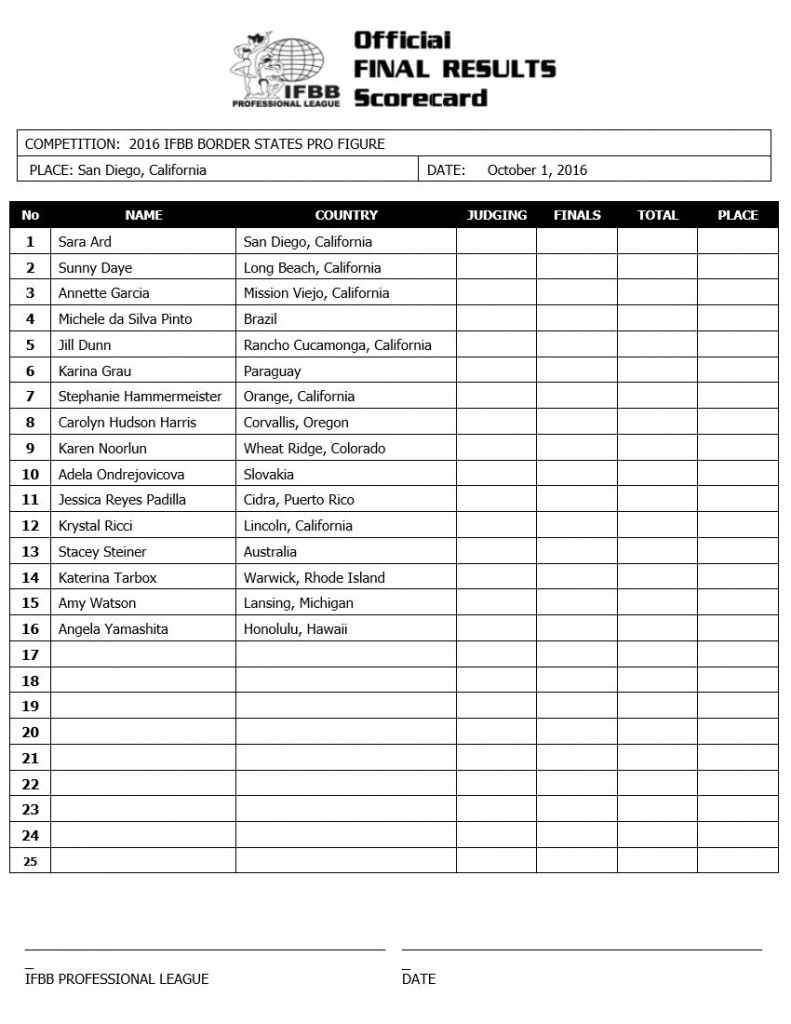 Official
FINAL RESULTS
Scorecard
IFBB
PROFESSIONAL LEAGUE
COMPETITION: 2016 IFBB BORDER STATES PRO FIGURE
PLACE: San Diego, California DATE: October 1, 2016
No NAME COUNTRY JUDGING FINALS TOTAL PLACE
1 Sara Ard San Diego, California
2 Sunny Daye Long Beach, California
3 Annette Garcia Mission Viejo, California
4 Michele da Silva Pinto Brazil
5 Jill Dunn Rancho Cucamonga, California
6 Karina Grau Paraguay
7 Stephanie Hammermeister Orange, California
8 Carolyn Hudson Harris Corvallis, Oregon
9 Karen Noorlun Wheat Ridge, Colorado
10 Adela Ondrejovicova Slovakia
11 Jessica Reyes Padilla Cidra, Puerto Rico
12 Krystal Ricci Lincoln, California
13 Stacey Steiner Australia
14 Katerina Tarbox Warwick, Rhode Island
15 Amy Watson Lansing, Michigan
16 Angela Yamashita Honolulu, Hawaii
17
18
19
20
21
22
23
24
25
IFBB PROFESSIONAL LEAGUE DATE